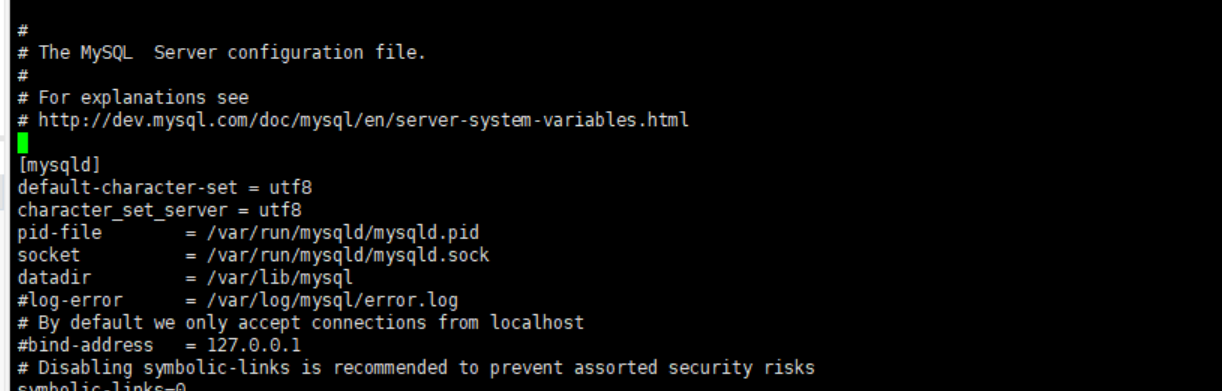 #
# The MySQL  Server configuration file.
#
# For explanations see
# http://dev.mysql.com/doc/mysql/en/server-system-variables.html
[mysqld]
default-character-set = utf8
character_set_server = utf8
pid-file        = /var/run/mysqld/mysqld.pid
socket          = /var/run/mysqld/mysqld.sock
datadir         = /var/lib/mysql
#log-error      = /var/log/mysql/error.log
# By default we only accept connections from localhost
#bind-address   = 127.0.0.1
# Disabling symbolic-links is recommended to prevent assorted security risks
symbolic-links=0